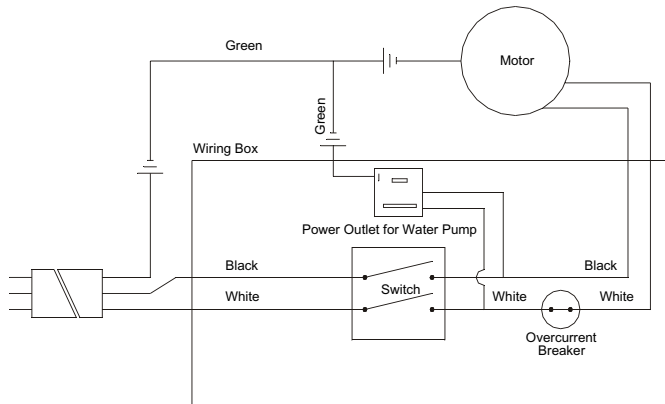 Green
Motor
Green
Wiring Box
Power Outlet for Water Pump
Black
Black
Switch
White
White
White
Overcurrent
Breaker